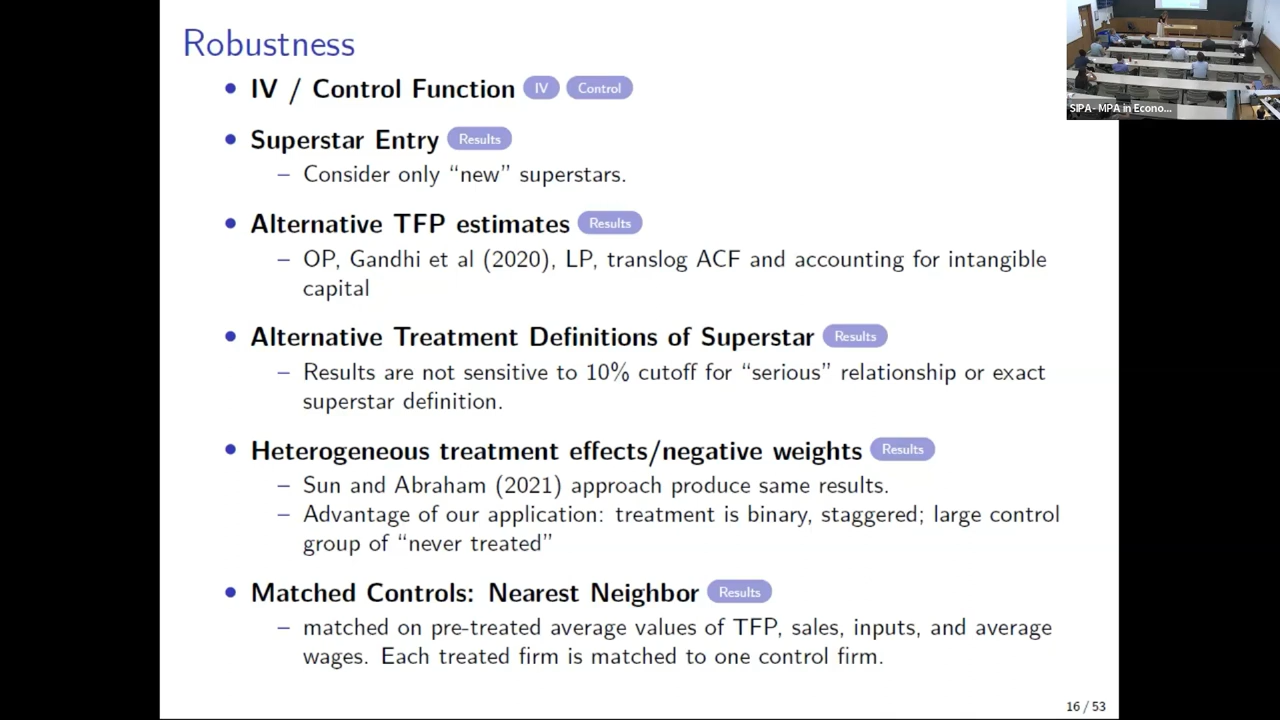 Robustness
• IV / Control Function IV Control
• Superstar Entry Results
– Consider only “new” superstars.
• Alternative TFP estimates Results
– OP, Gandhi et al (2020), LP, translog ACF and accounting for intangible
capital
• Alternative Treatment Definitions of Superstar Results
– Results are not sensitive to 10% cutoff for “serious” relationship or exact
superstar definition.
• Heterogeneous treatment effects/negative weights Results
– Sun and Abraham (2021) approach produce same results.
– Advantage of our application: treatment is binary, staggered; large control
group of “never treated”
• Matched Controls: Nearest Neighbor Results
– matched on pre-treated average values of TFP, sales, inputs, and average
wages. Each treated firm is matched to one control firm.
16 / 53
SIPA- MPA in Econo...